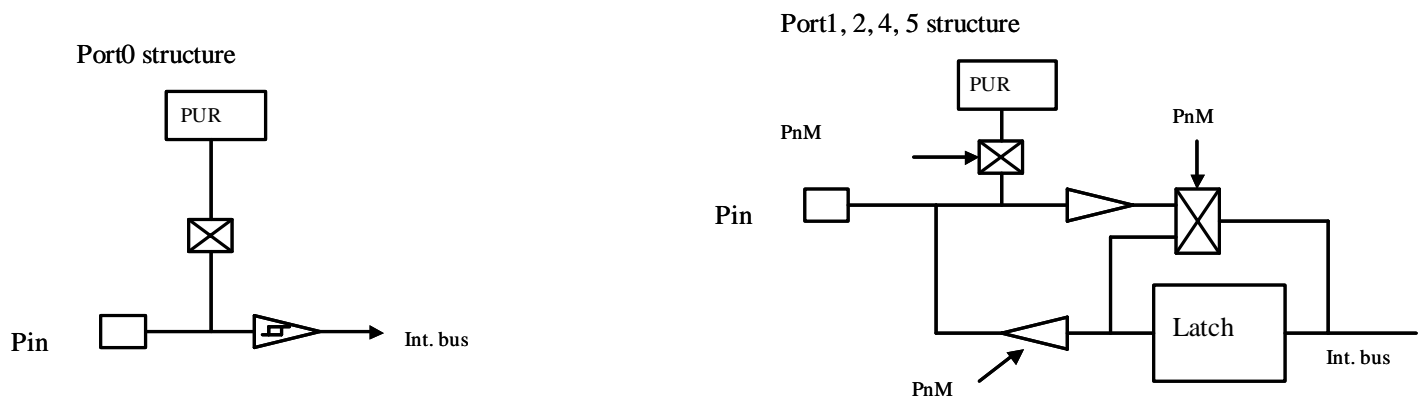 Port0 structure
PUR
Pin
Int. bus
Port1, 2, 4, 5 structure
PUR
PnM
PnM
Pin
Latch
Int. bus
PnM